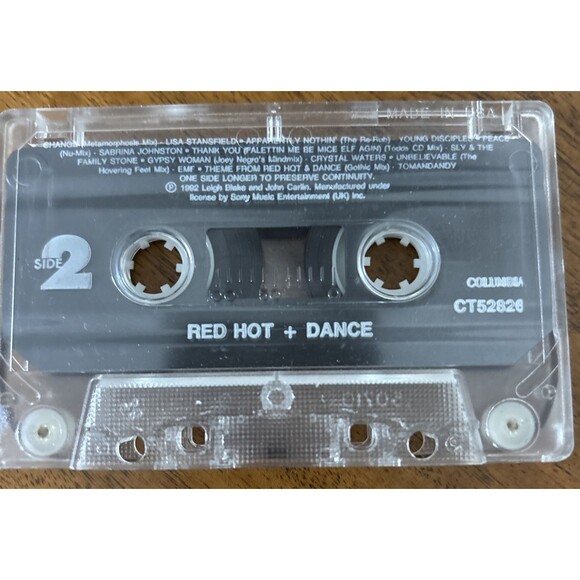 MADE IN USA
CHANGE (Metamorphosis Mix) - LISA STANSFIELD • APPARENTLY NOTHIN' (The Re-Rub) - YOUNG DISCIPLES • PEACE
(Nu-Mix) - SABRINA JOHNSTON • THANK YOU (FALETTIN ME BE MICE ELF AGIN) (Todds CD Mix) - SLY & THE
FAMILY STONE • GYPSY WOMAN (Joey Negro's Mindmix) - CRYSTAL WATERS • UNBELIEVABLE (The
Hovering Feet Mix) - EMF • THEME FROM RED HOT & DANCE (Gothic Mix) - TOMANDANDY
ONE SIDE LONGER TO PRESERVE CONTINUITY.
℗ 1992 Leigh Blake and John Carlin. Manufactured under
license by Sony Music Entertainment (UK) Inc.
SIDE 2
COLUMBIA
CT52826
RED HOT + DANCE